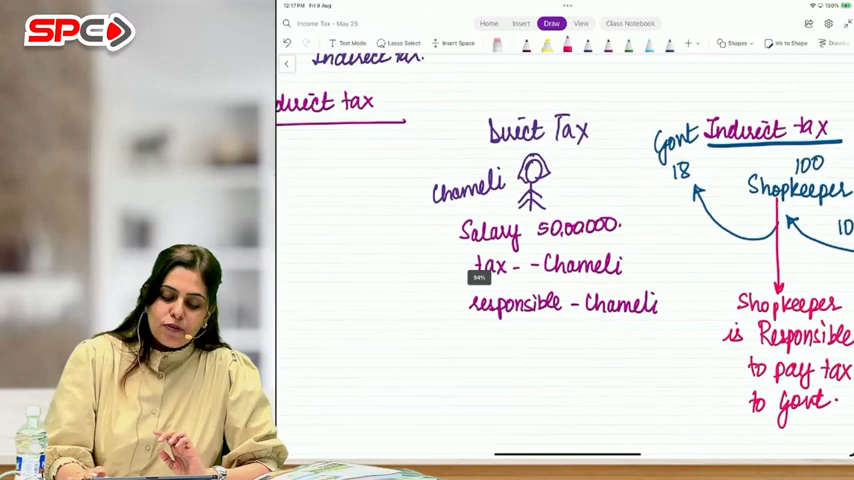 SPC
12:17 PM Fri 9 Aug
100%
Income Tax - May 25
Home Insert Draw View Class Notebook
Text Mode Lasso Select Insert Space Shapes Ink to Shape Drawing
Indirect tax.
direct tax
Direct Tax
Chameli
Salary 50,00000.
tax - - Chameli
94%
responsible - Chameli
Govt Indirect tax
18 100
Shopkeeper
10
Shopkeeper
is Responsible
to pay tax
to Govt.